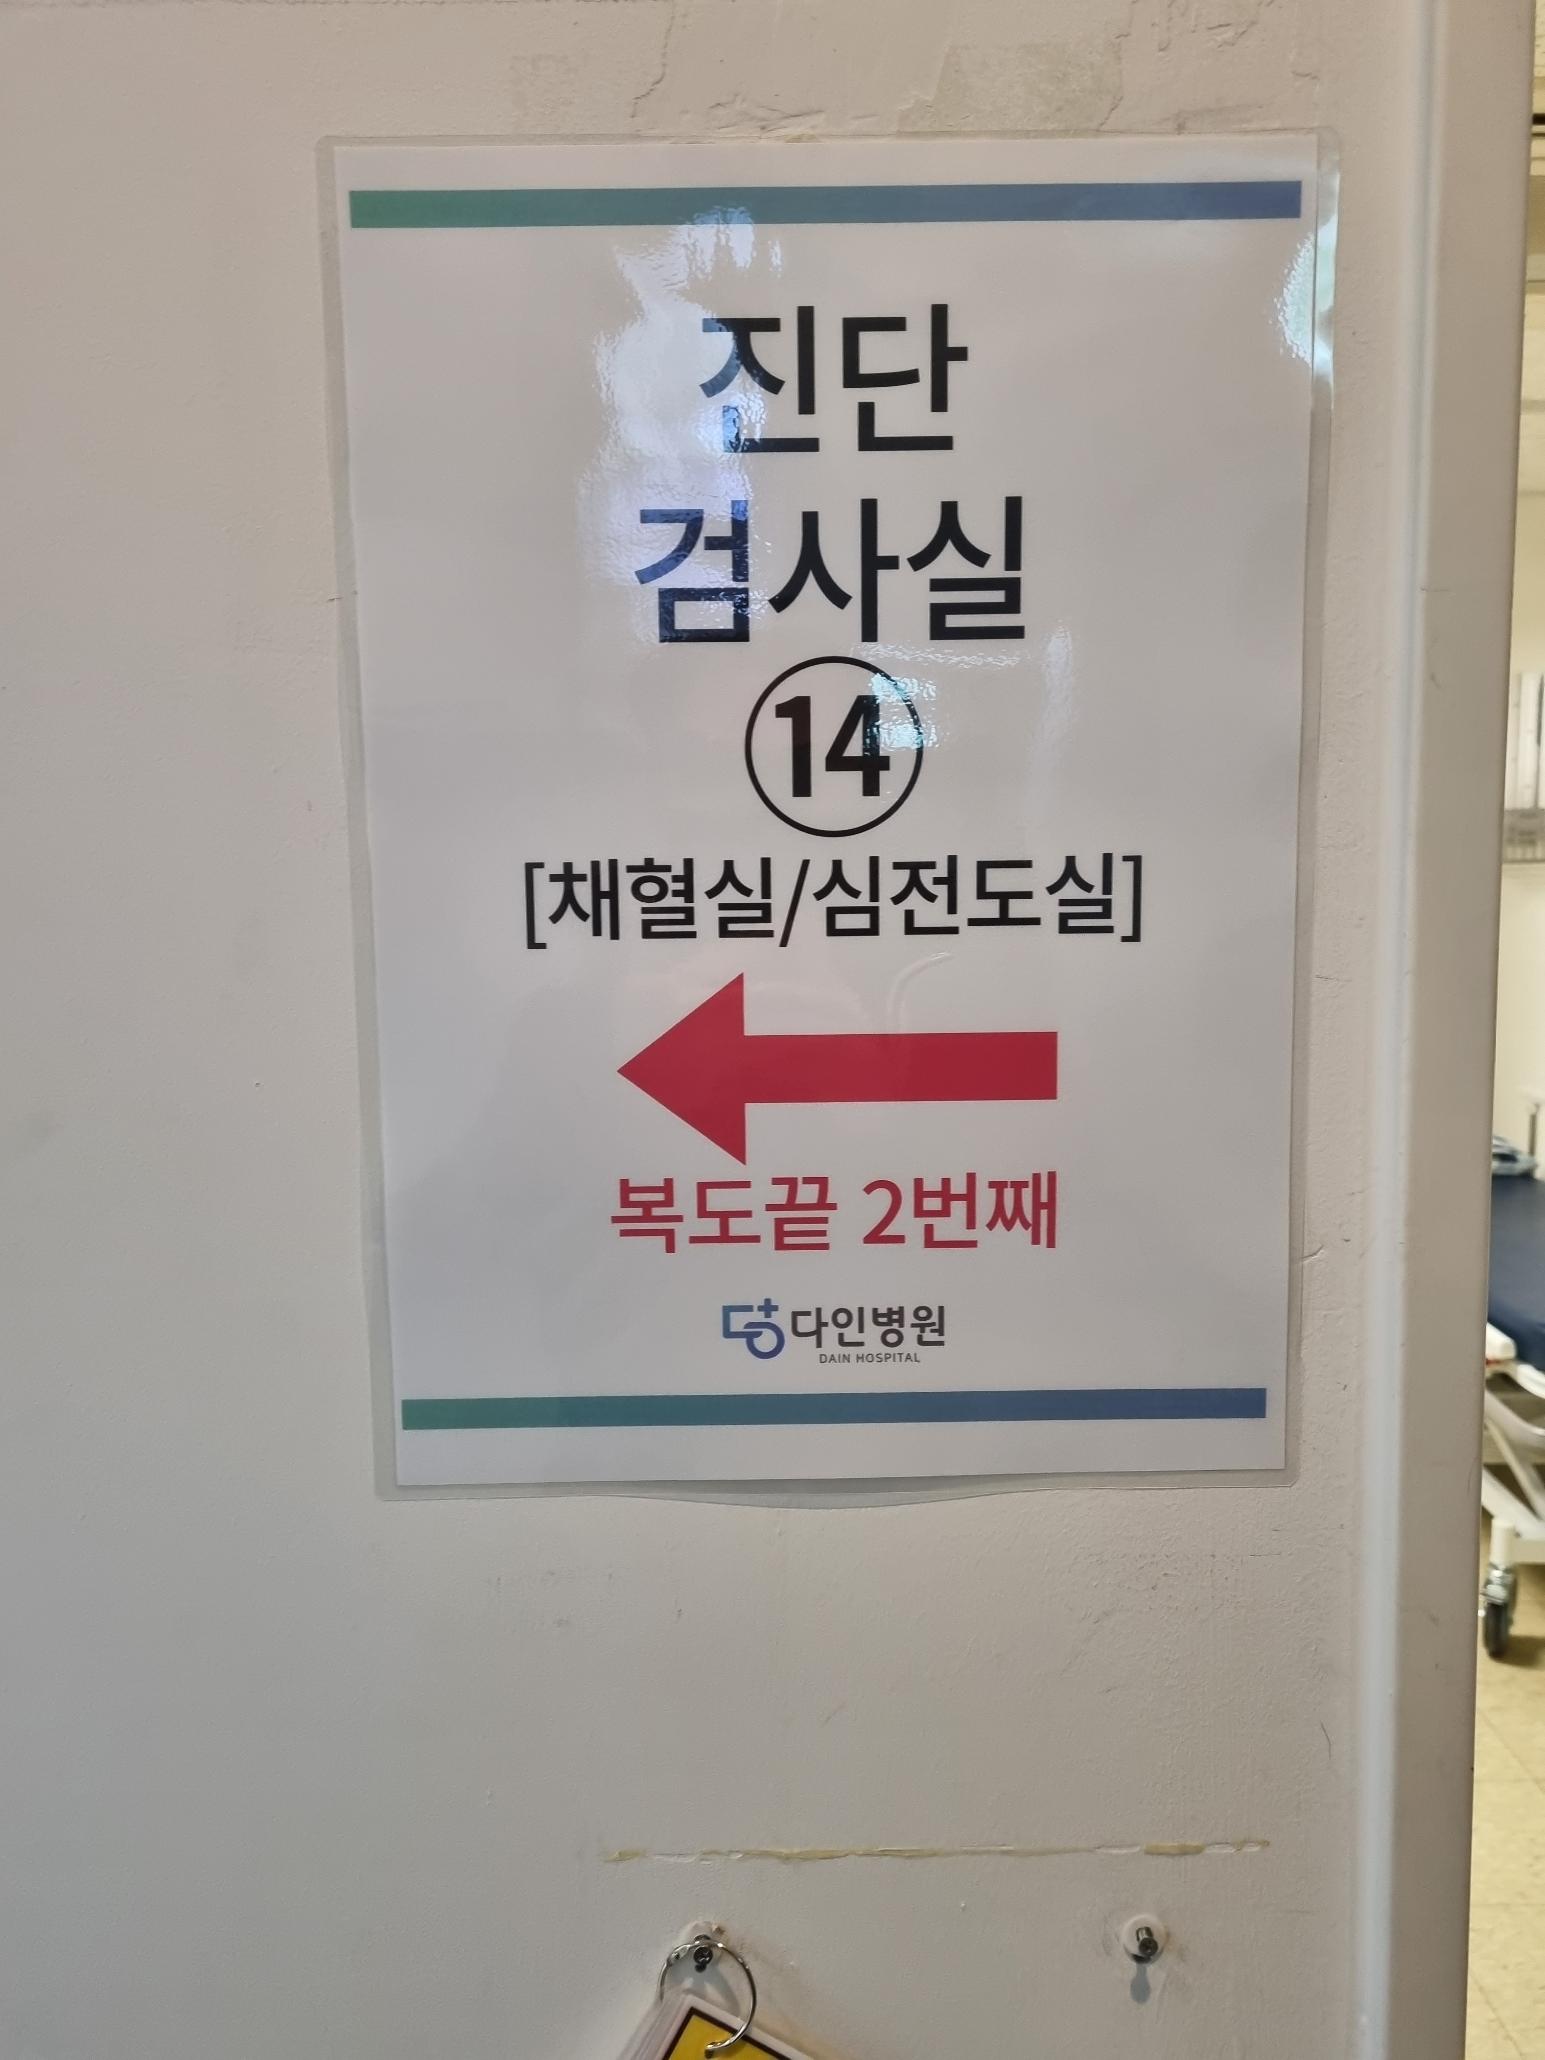 진단
검사실
14
[채혈실/심전도실]
복도끝 2번째
다인병원
DAIN HOSPITAL